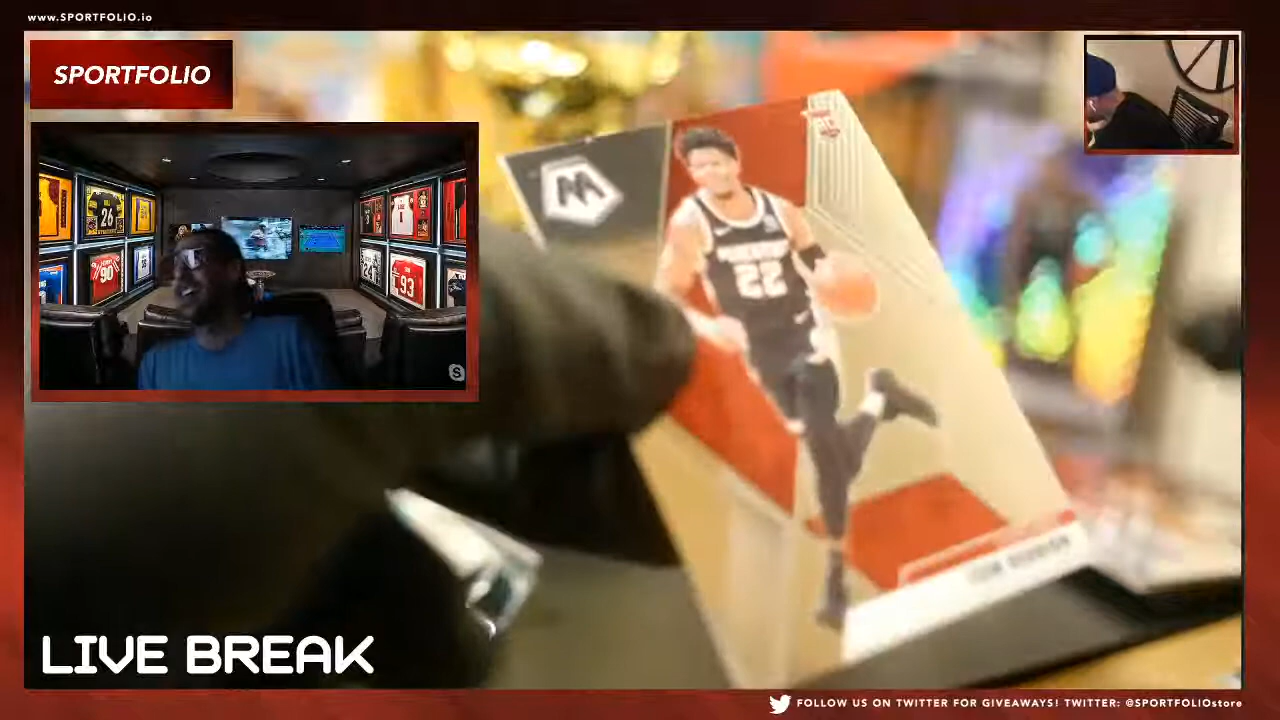 www.SPORTFOLIO.io
SPORTFOLIO
M
22
26
90
93
LIVE BREAK
FOLLOW US ON TWITTER FOR GIVEAWAYS! TWITTER: @SPORTFOLIOstore